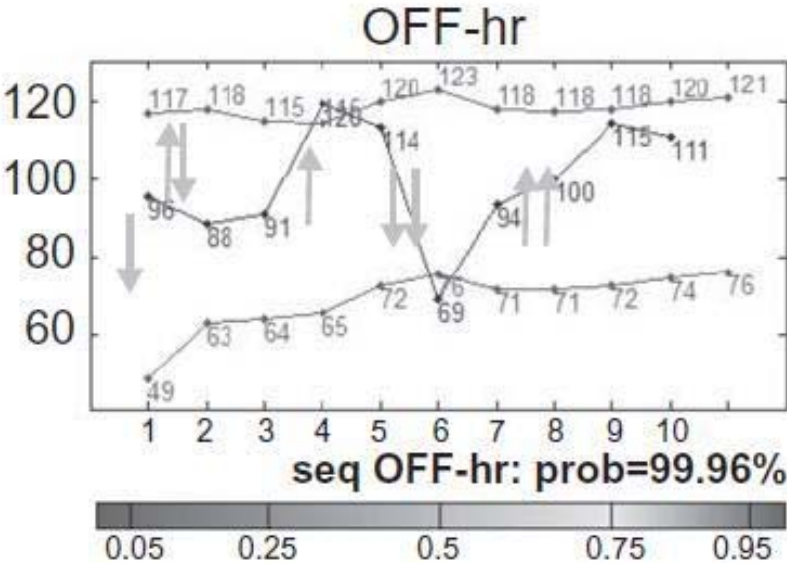 OFF-hr
120
100
80
60
117 118 115 120 123 118 118 118 120 121
96 88 91 120 114 69 94 100 115 111
49 63 64 65 72 71 71 72 74 76
1 2 3 4 5 6 7 8 9 10
seq OFF-hr: prob=99.96%
0.05 0.25 0.5 0.75 0.95